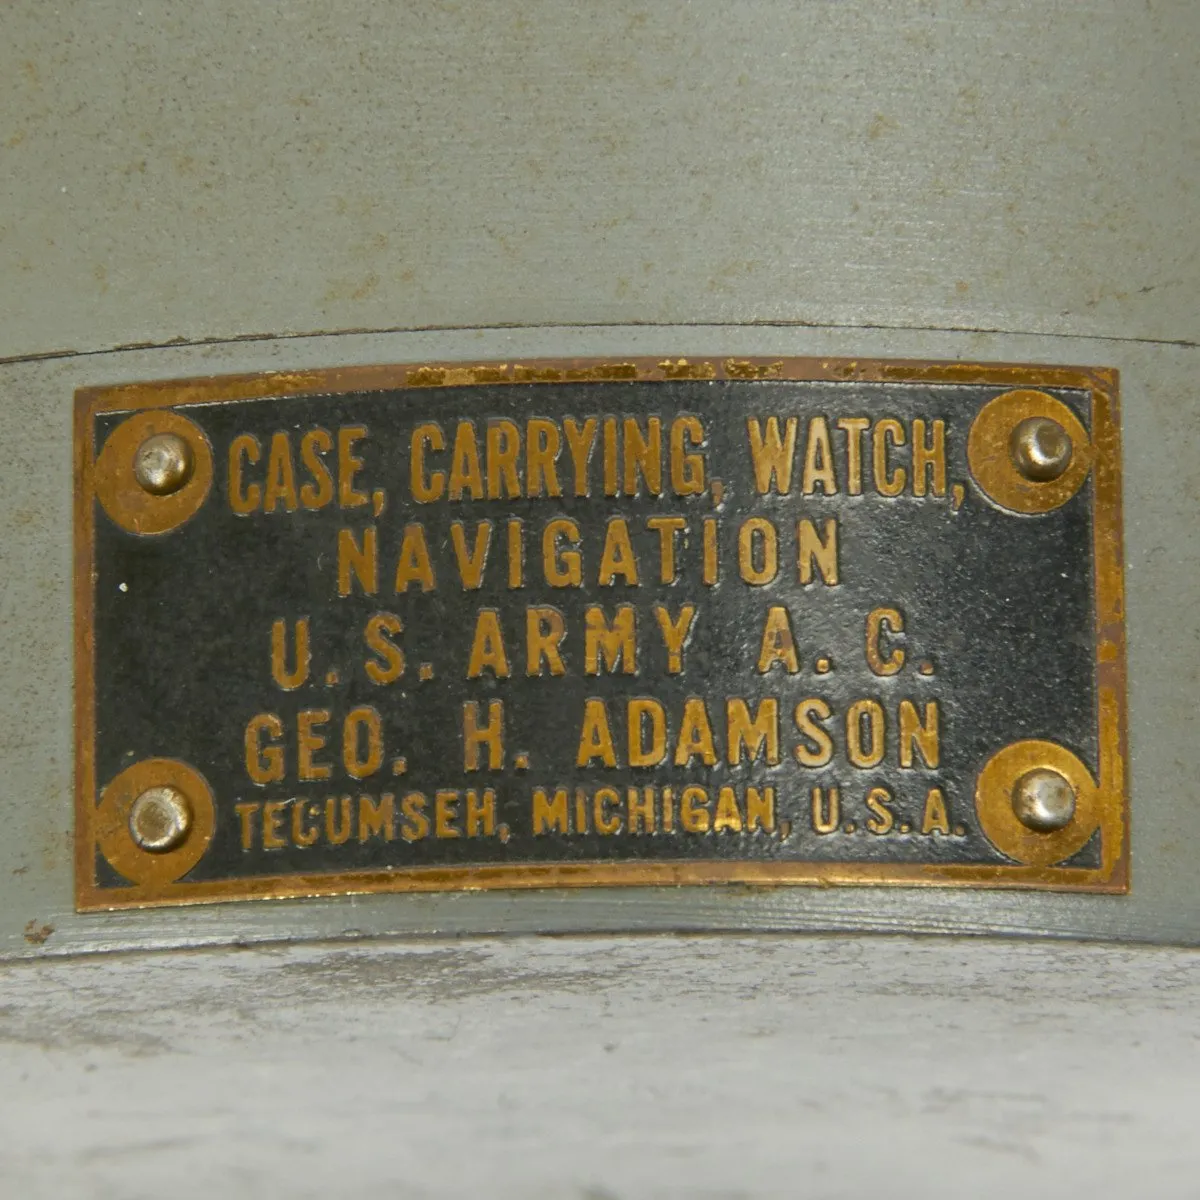 CASE, CARRYING, WATCH,
NAVIGATION
U.S. ARMY A.C.
GEO. H. ADAMSON
TECUMSEH, MICHIGAN, U.S.A.